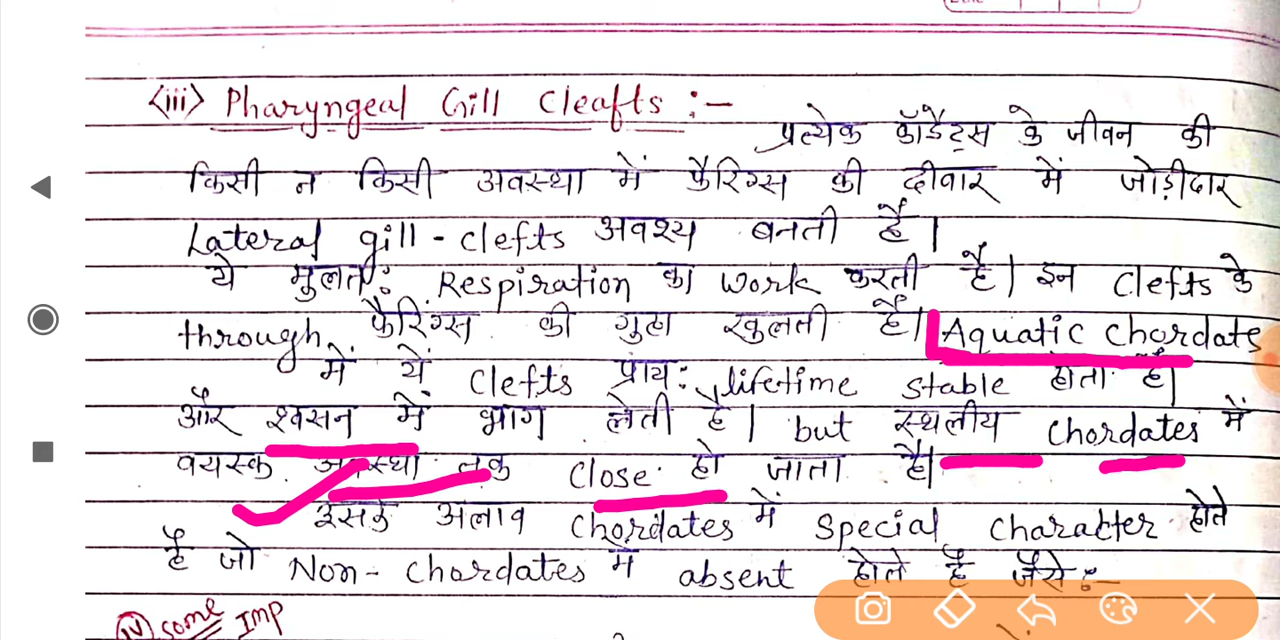 <iii> Pharyngeal Gill Cleafts :-
प्रत्येक कॉर्डेट्स के जीवन की
किसी न किसी अवस्था में फैरिंग्स की दीवार में जोड़ीदार
Lateral gill-clefts अवश्य बनती है।
ये मुलत: Respiration का work करती है। इन Clefts के
through फैरिंग्स की गुहा खुलती है। Aquatic Chordats
में ये Clefts प्राय: lifetime stable होता है।
और श्वसन में भाग लेती है। but स्थलीय Chordates में
वयस्क अवस्था तक Close हो जाता है।
इसके अलाव Chordates में Special Character होते
है जो Non-Chordates में absent होते है जैसे:-
(iv) some Imp